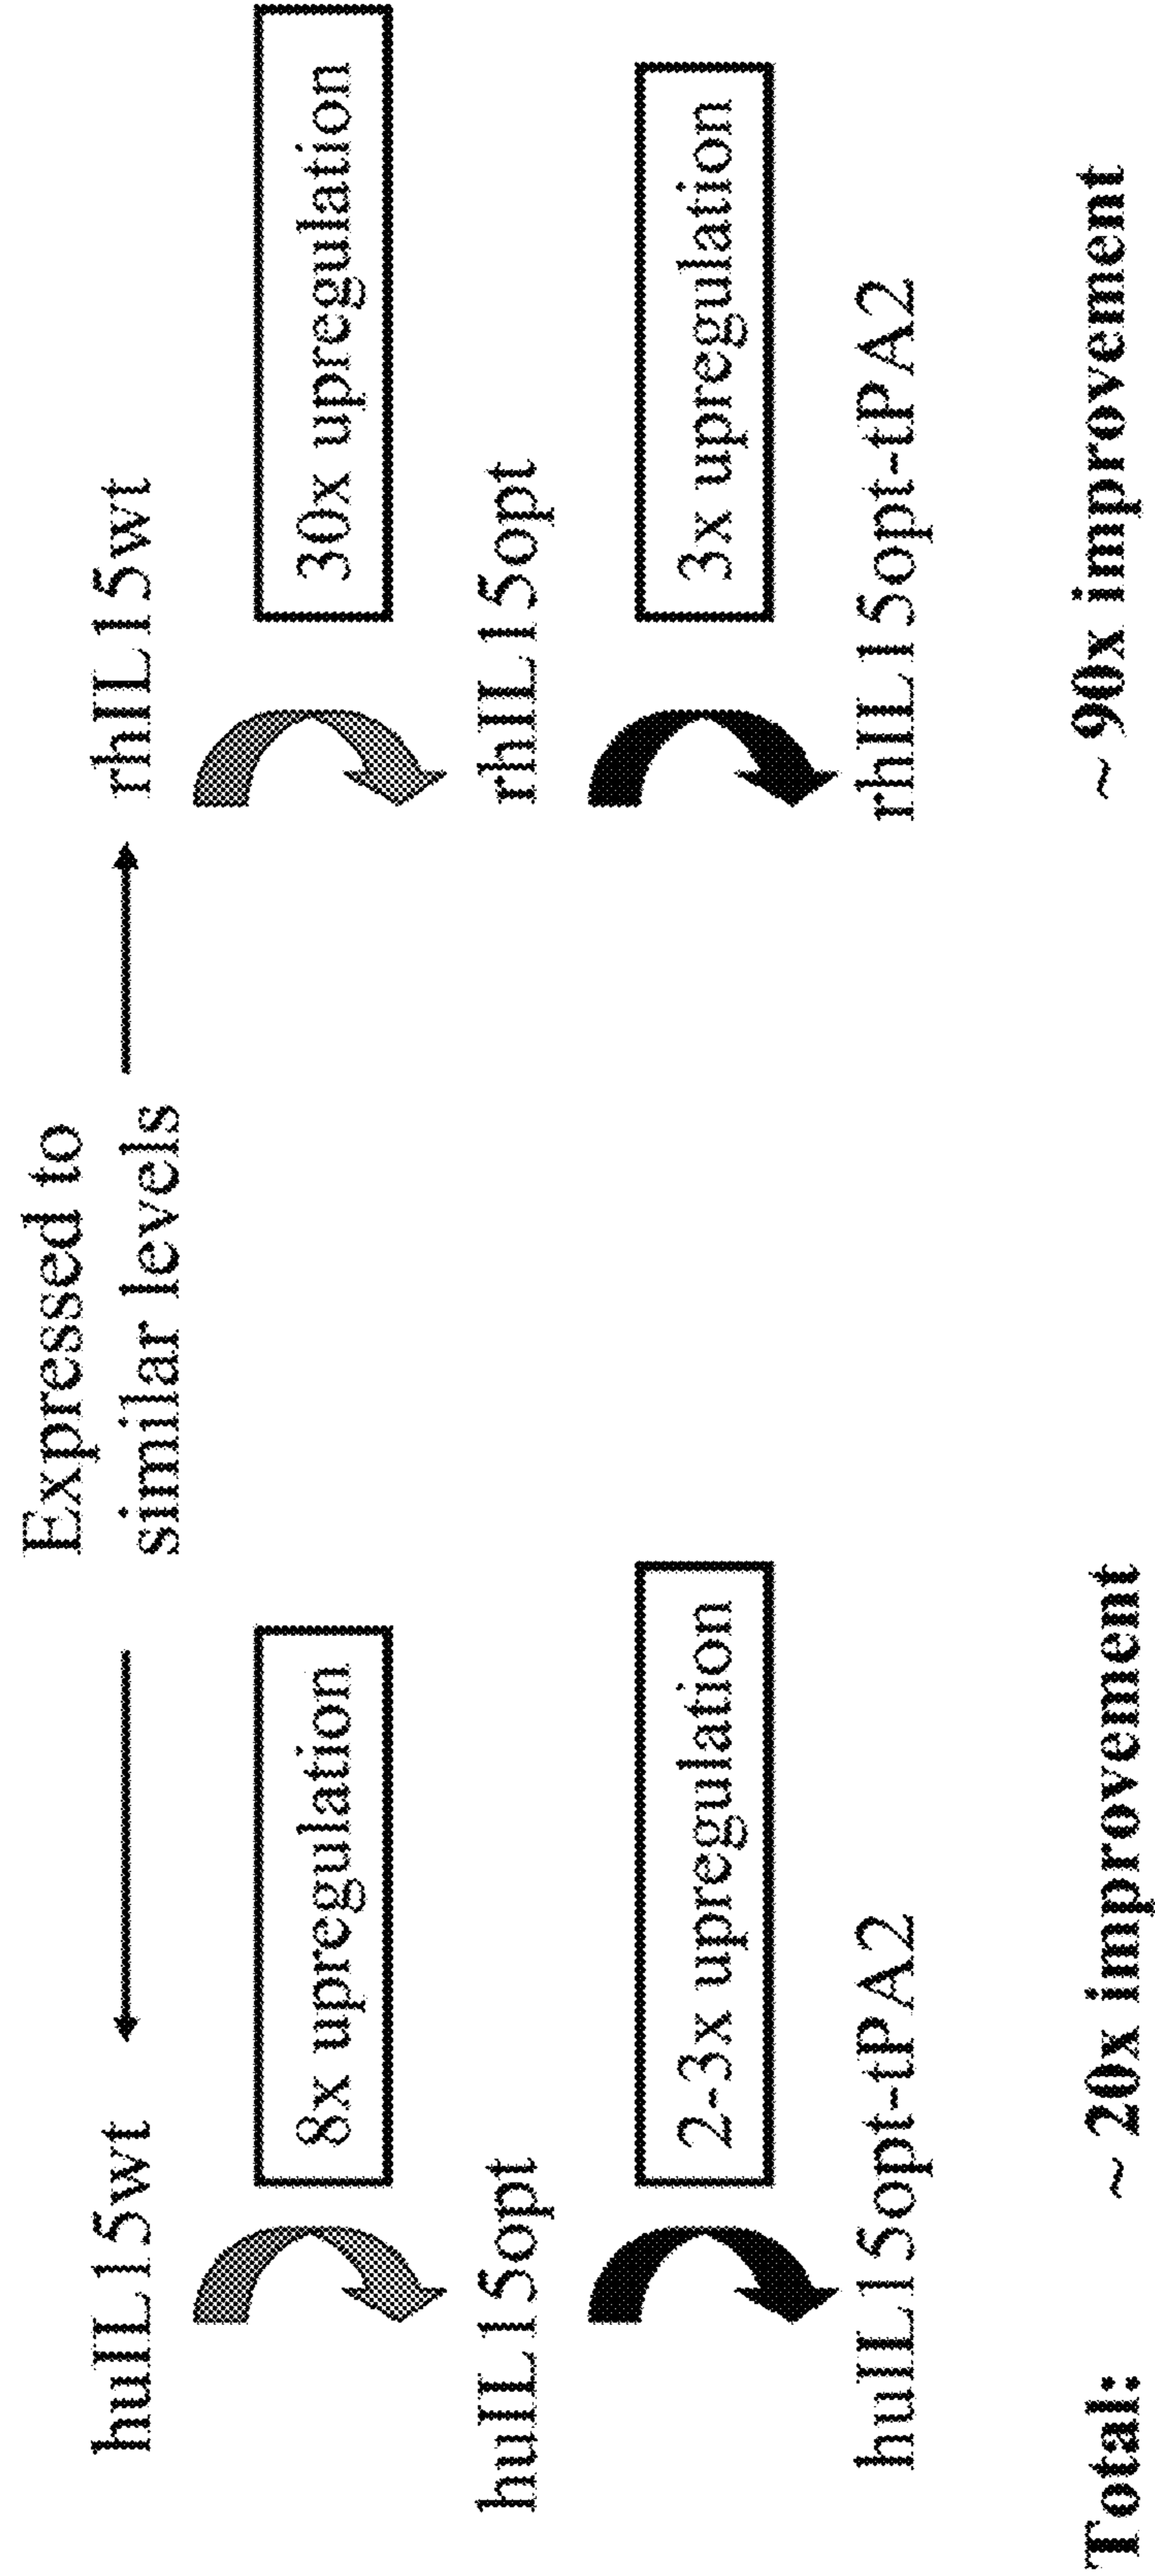 Expressed to
similar levels
huIL15wt
rhIL15wt
8x upregulation
30x upregulation
huIL15opt
rhIL15opt
2-3x upregulation
3x upregulation
huIL15opt-tPA2
rhIL15opt-tPA2
Total: ~ 20x improvement ~ 90x improvement